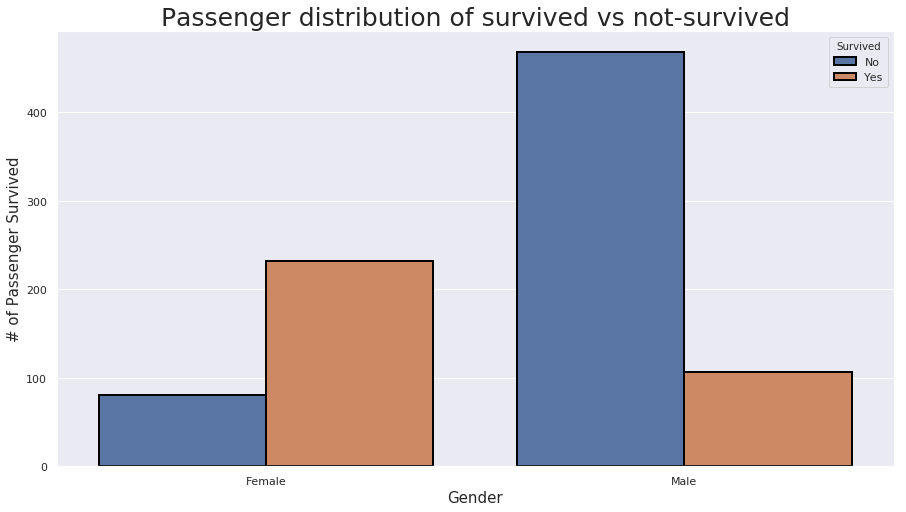 Passenger distribution of survived vs not-survived
Survived
No
Yes
# of Passenger Survived
400
300
200
100
0
Female
Male
Gender